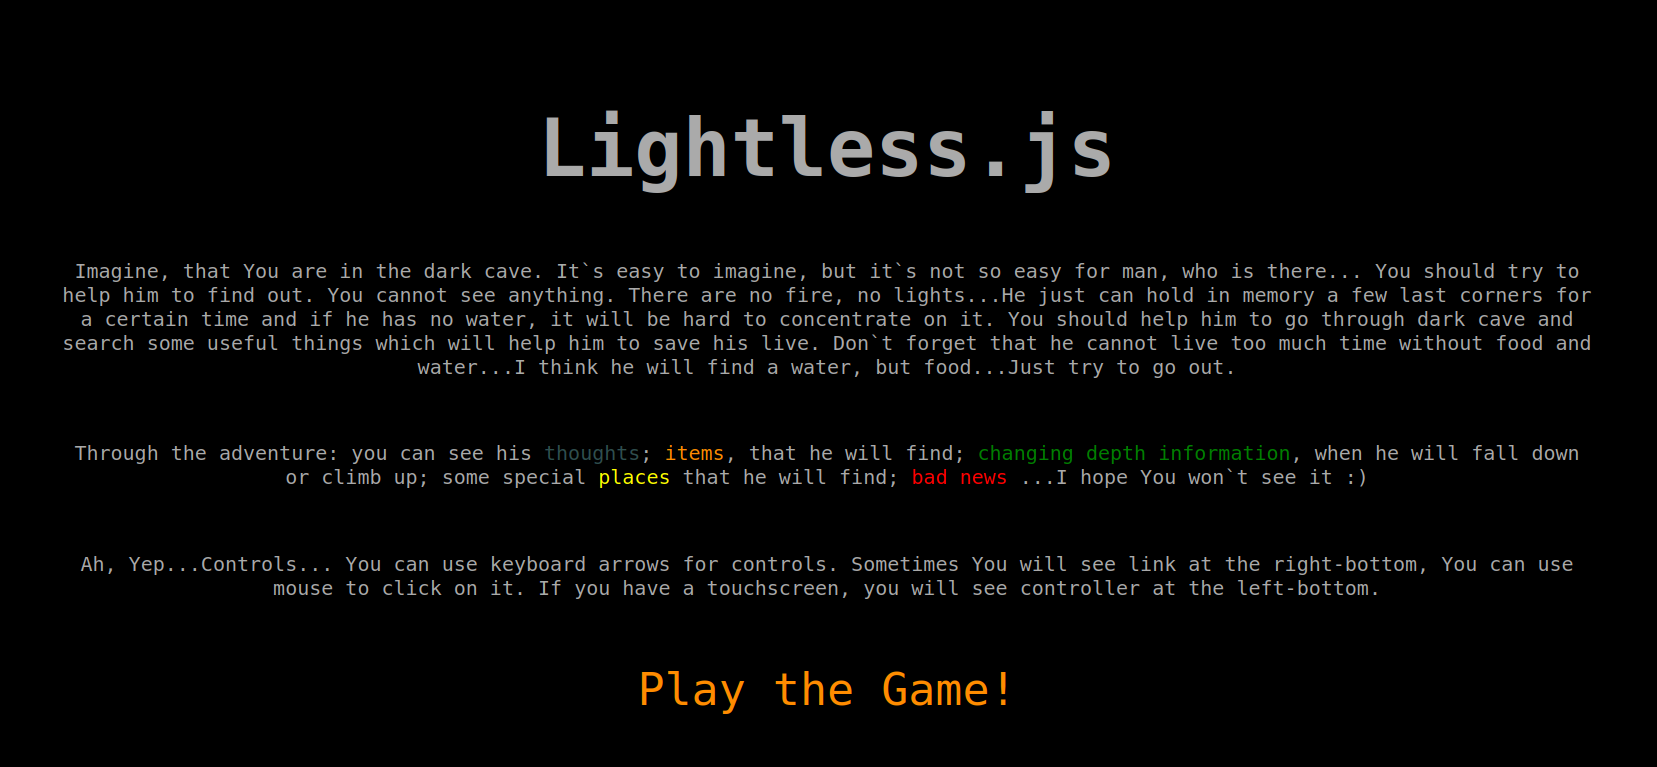 Lightless.js
Imagine, that You are in the dark cave. It`s easy to imagine, but it`s not so easy for man, who is there... You should try to
help him to find out. You cannot see anything. There are no fire, no lights...He just can hold in memory a few last corners for
a certain time and if he has no water, it will be hard to concentrate on it. You should help him to go through dark cave and
search some useful things which will help him to save his live. Don`t forget that he cannot live too much time without food and
water...I think he will find a water, but food...Just try to go out.
Through the adventure: you can see his thoughts; items, that he will find; changing depth information, when he will fall down
or climb up; some special places that he will find; bad news ...I hope You won`t see it :)
Ah, Yep...Controls... You can use keyboard arrows for controls. Sometimes You will see link at the right-bottom, You can use
mouse to click on it. If you have a touchscreen, you will see controller at the left-bottom.
Play the Game!